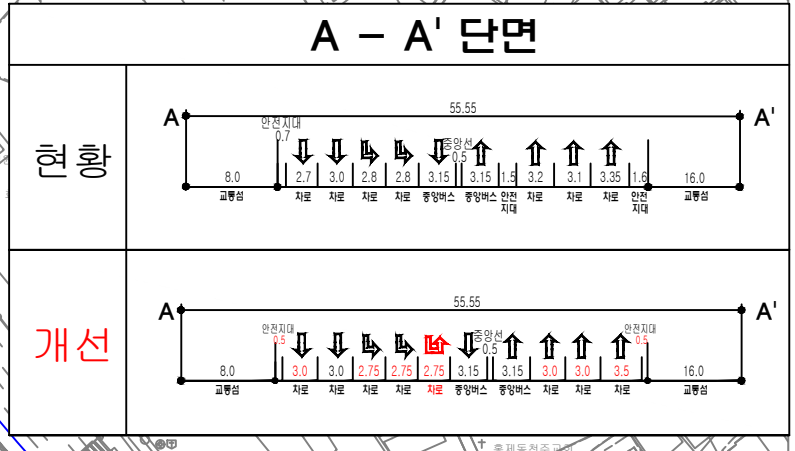 A - A' 단면
현황
A 55.55 A'
안전지대
0.7
중앙선
0.5
8.0 2.7 3.0 2.8 2.8 3.15 3.15 1.5 3.2 3.1 3.35 1.6 16.0
교통섬 차로 차로 차로 차로 중앙버스 중앙버스 안전 차로 차로 차로 안전 교통섬
지대 지대
개선
A 55.55 A'
안전지대 중앙선 안전지대
0.5 0.5 0.5
8.0 3.0 3.0 2.75 2.75 2.75 3.15 3.15 3.0 3.0 3.5 16.0
교통섬 차로 차로 차로 차로 차로 중앙버스 중앙버스 차로 차로 차로 교통섬
홍제동천주교회